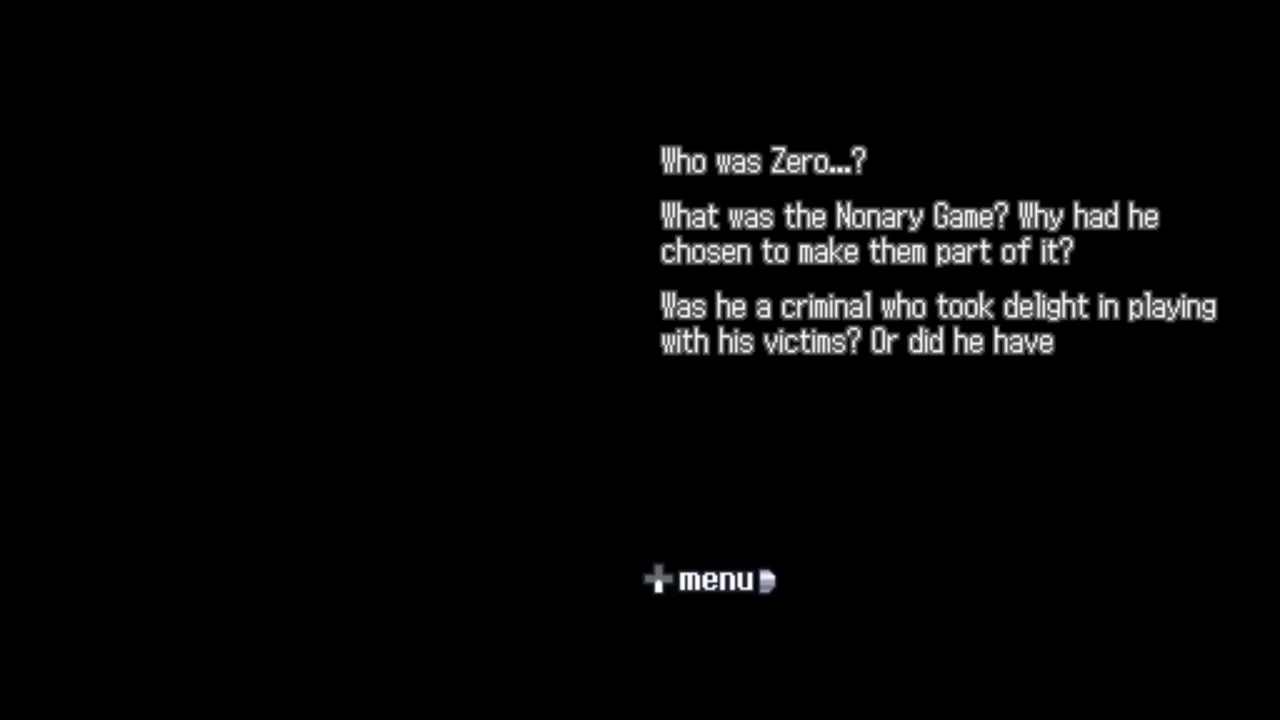 Who was Zero...?
What was the Nonary Game? Why had he
chosen to make them part of it?
Was he a criminal who took delight in playing
with his victims? Or did he have
menu